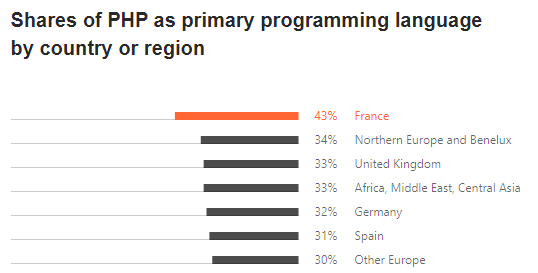 Shares of PHP as primary programming language
by country or region
43% France
34% Northern Europe and Benelux
33% United Kingdom
33% Africa, Middle East, Central Asia
32% Germany
31% Spain
30% Other Europe